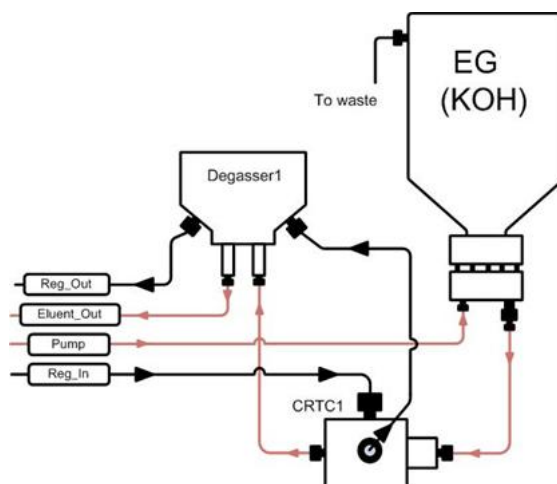 EG
(KOH)
To waste
Degasser1
Reg_Out
Eluent_Out
Pump
Reg_In
CRTC1